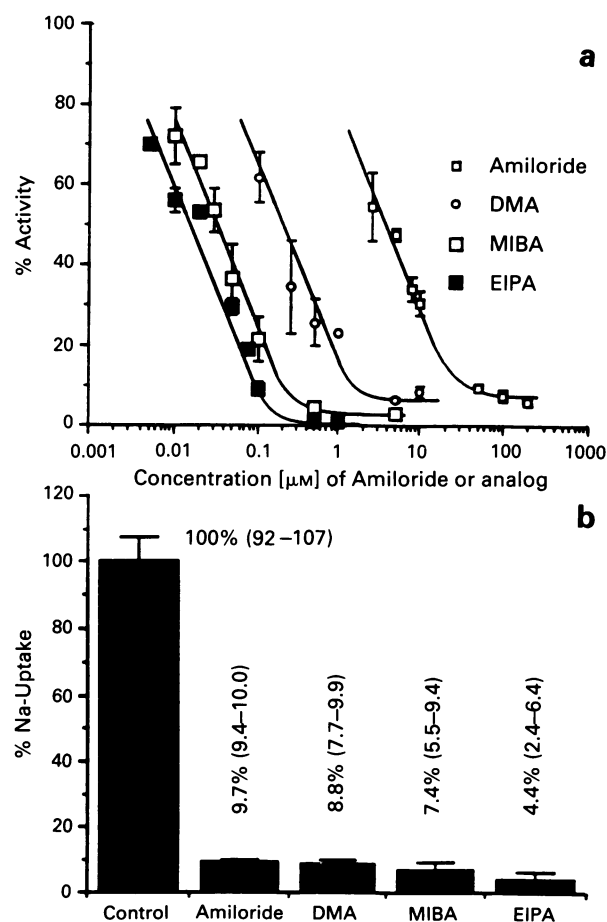 100
80
60
40
20
0
% Activity
a
Amiloride
DMA
MIBA
EIPA
0.001
0.01
0.1
1
10
100
1000
Concentration [μM] of Amiloride or analog
b
120
100
80
60
40
20
0
% Na-Uptake
100% (92–107)
9.7% (9.4–10.0)
8.8% (7.7–9.9)
7.4% (5.5–9.4)
4.4% (2.4–6.4)
Control
Amiloride
DMA
MIBA
EIPA